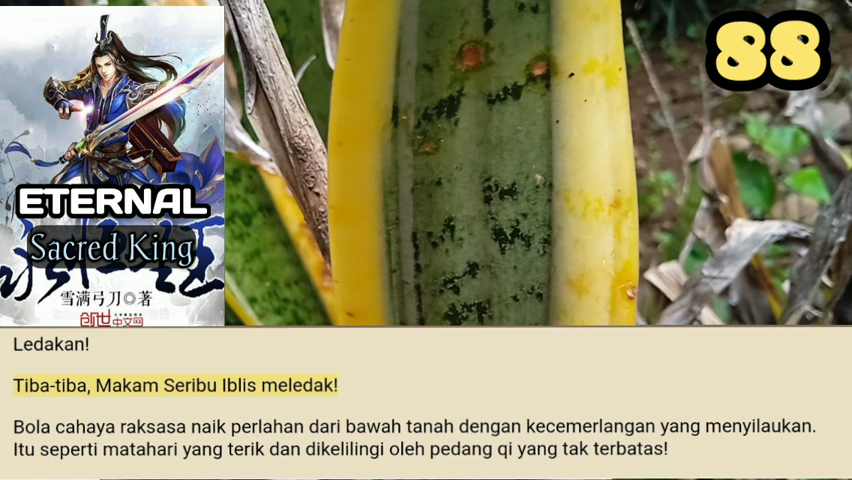 88
ETERNAL
Sacred King
雪满弓刀◎著
创世中文网
Ledakan!
Tiba-tiba, Makam Seribu Iblis meledak!
Bola cahaya raksasa naik perlahan dari bawah tanah dengan kecemerlangan yang menyilaukan.
Itu seperti matahari yang terik dan dikelilingi oleh pedang qi yang tak terbatas!